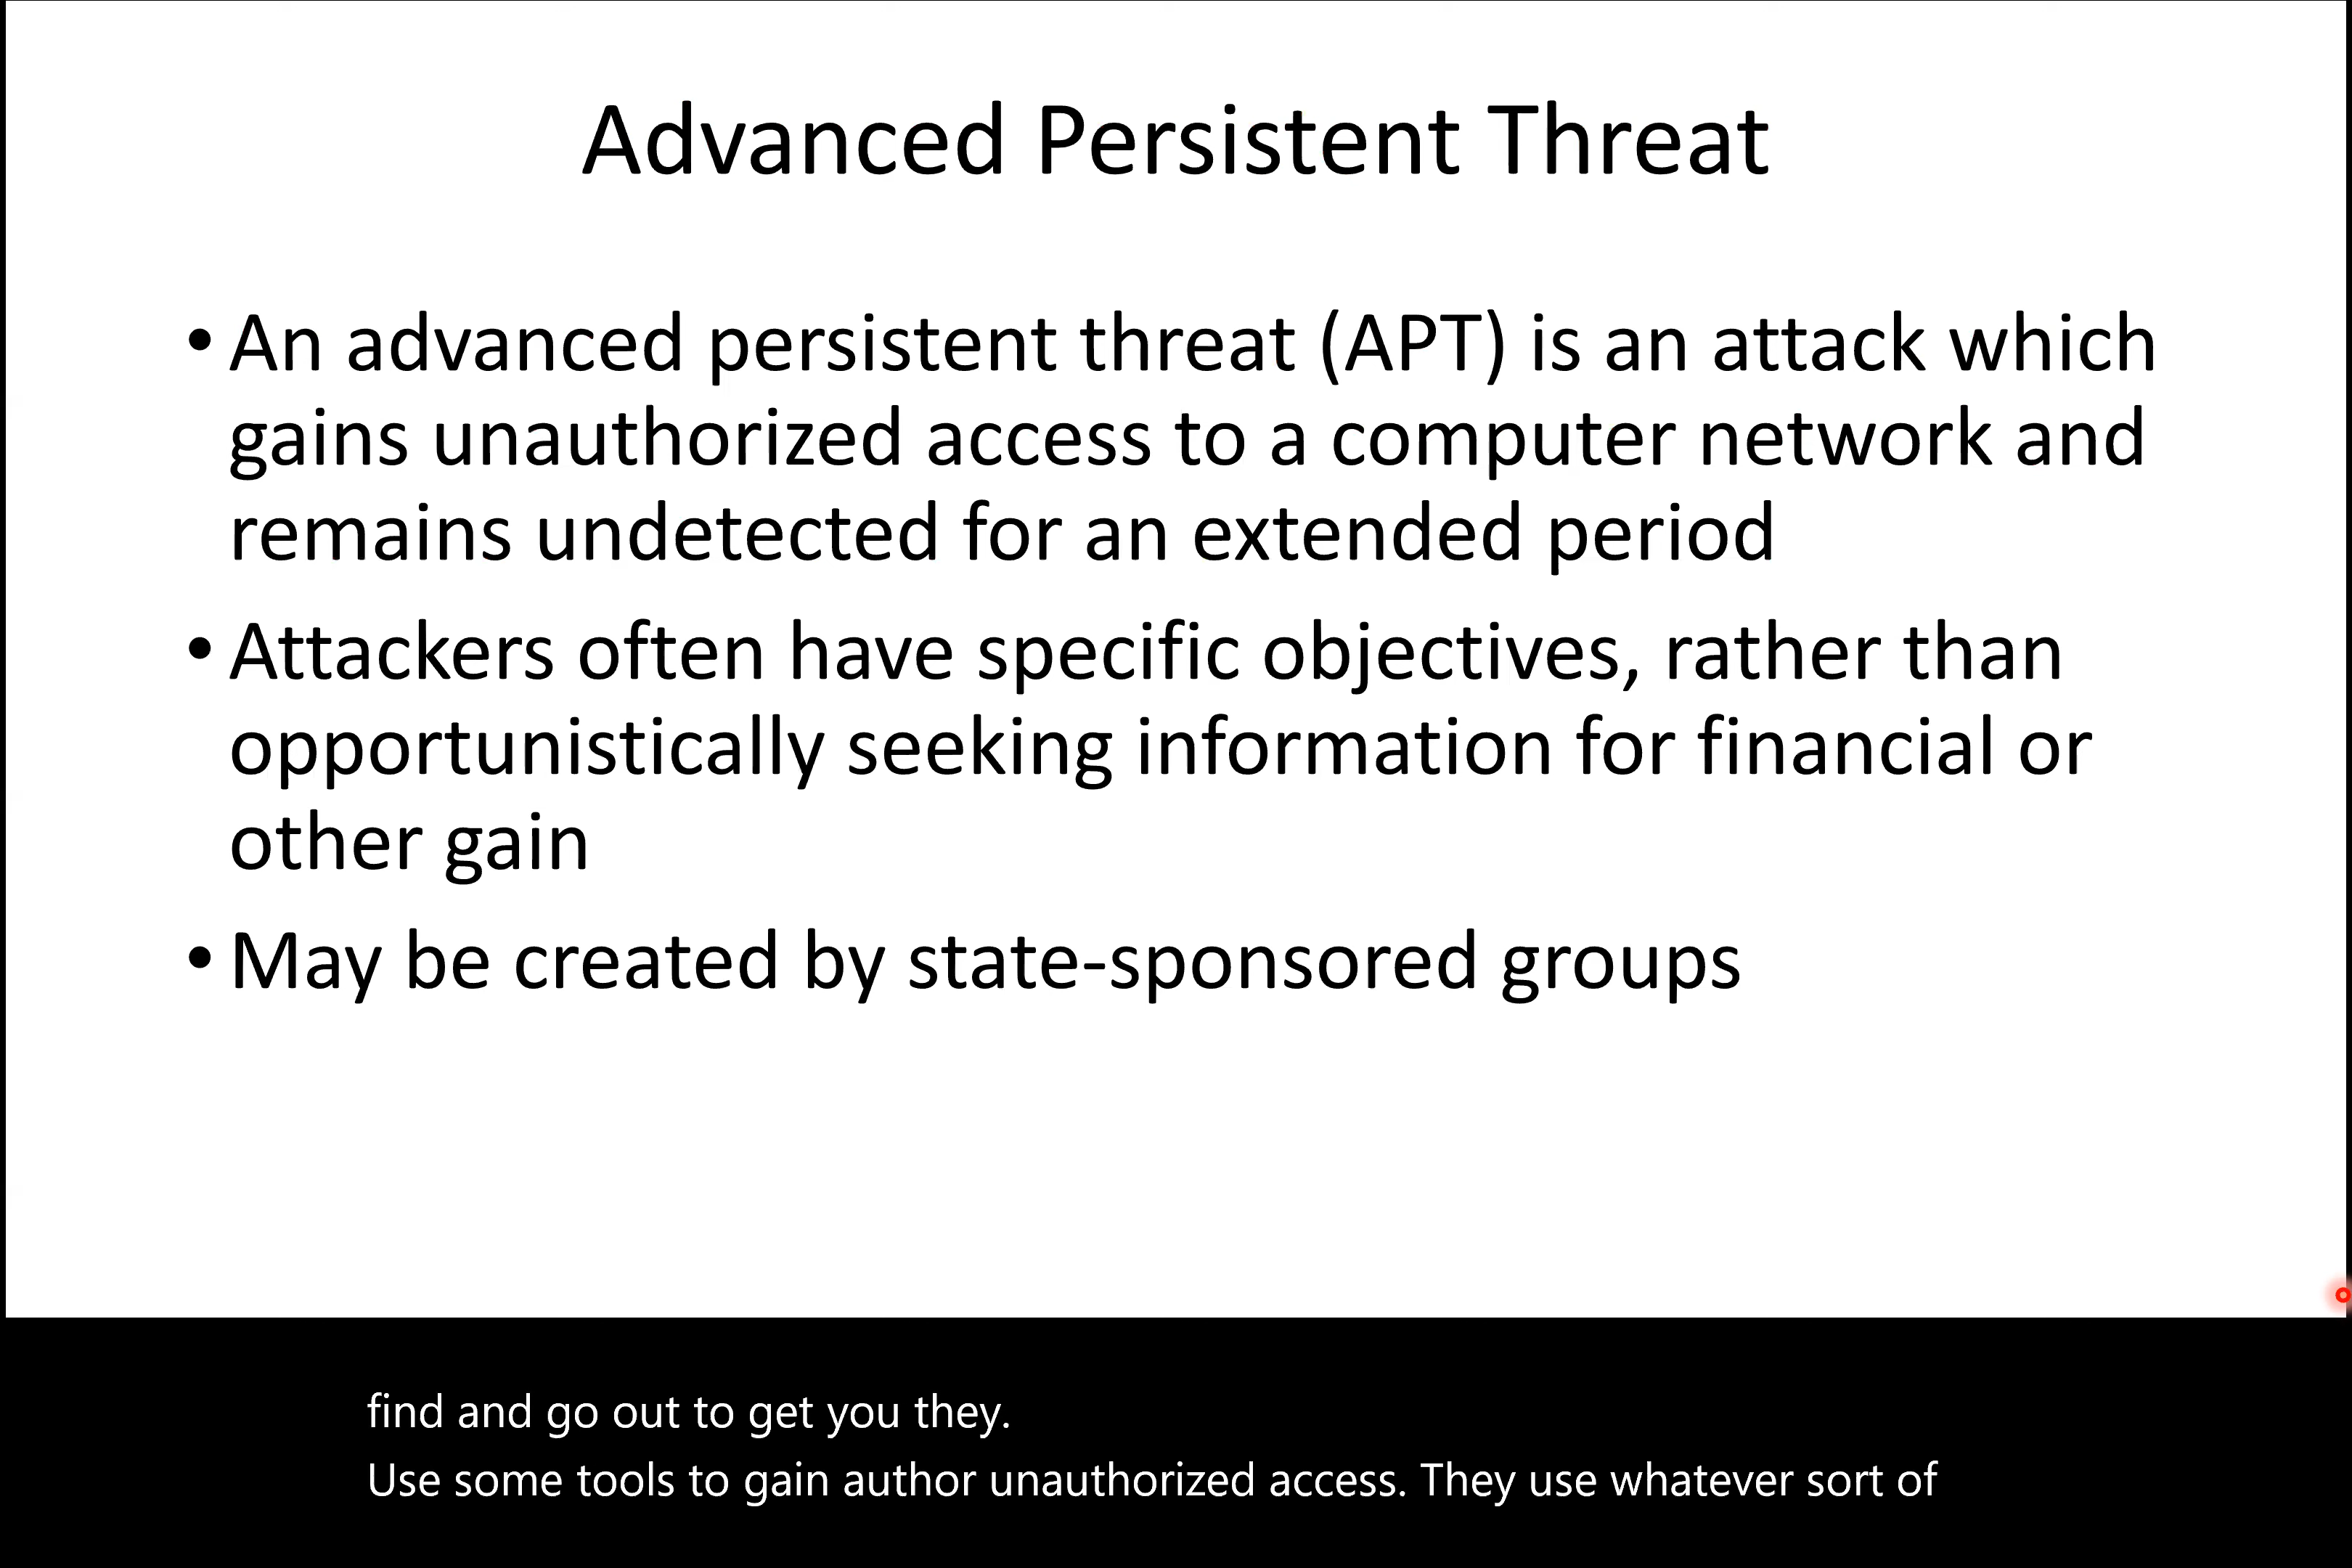 Advanced Persistent Threat
• An advanced persistent threat (APT) is an attack which
gains unauthorized access to a computer network and
remains undetected for an extended period
• Attackers often have specific objectives, rather than
opportunistically seeking information for financial or
other gain
• May be created by state-sponsored groups
find and go out to get you they.
Use some tools to gain author unauthorized access. They use whatever sort of